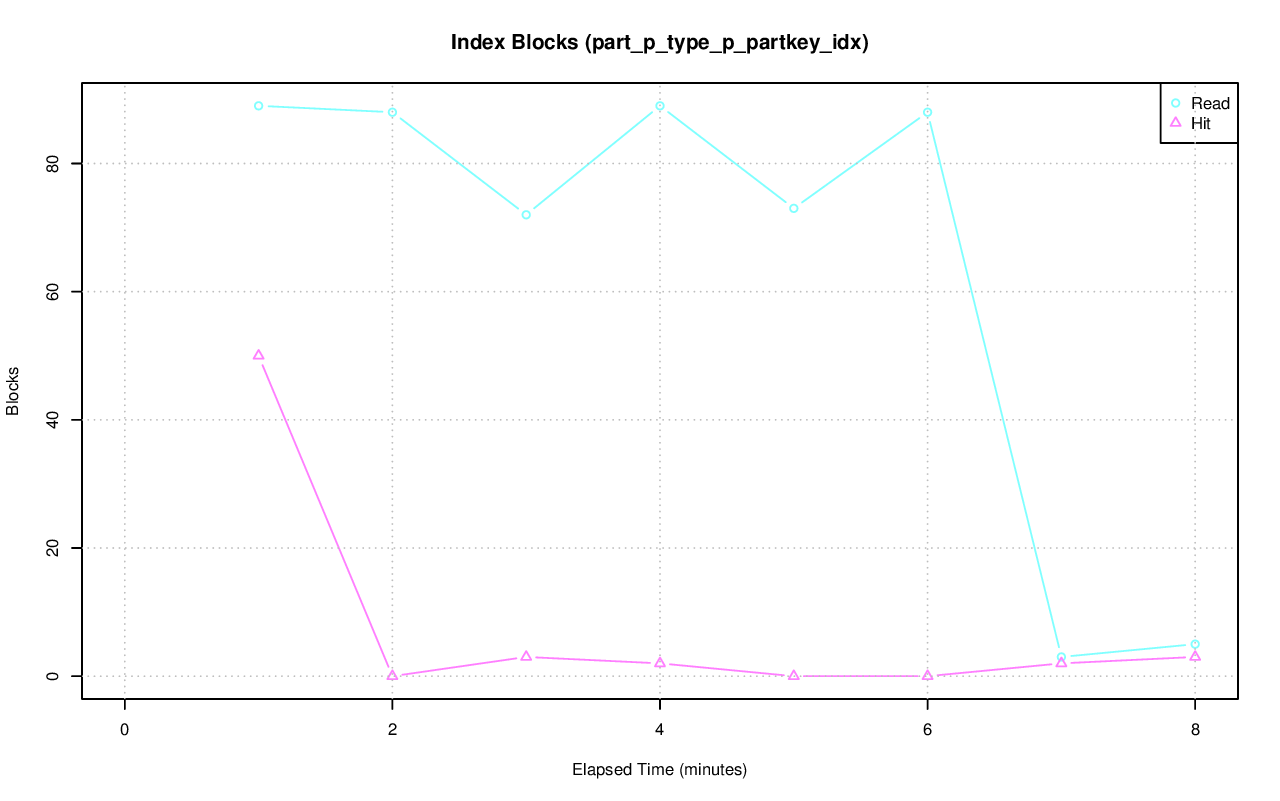 Index Blocks (part_p_type_p_partkey_idx)
Read
Hit
80
60
40
20
0
Blocks
0 2 4 6 8
Elapsed Time (minutes)